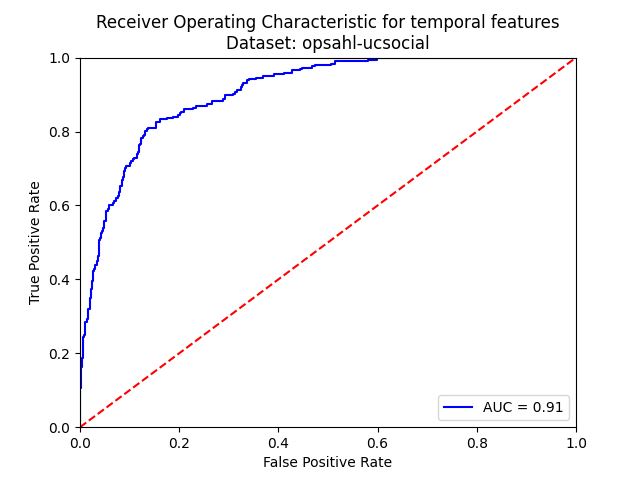 Receiver Operating Characteristic for temporal features
Dataset: opsahl-ucsocial
1.0
0.8
0.6
0.4
0.2
0.0
True Positive Rate
AUC = 0.91
0.0 0.2 0.4 0.6 0.8 1.0
False Positive Rate